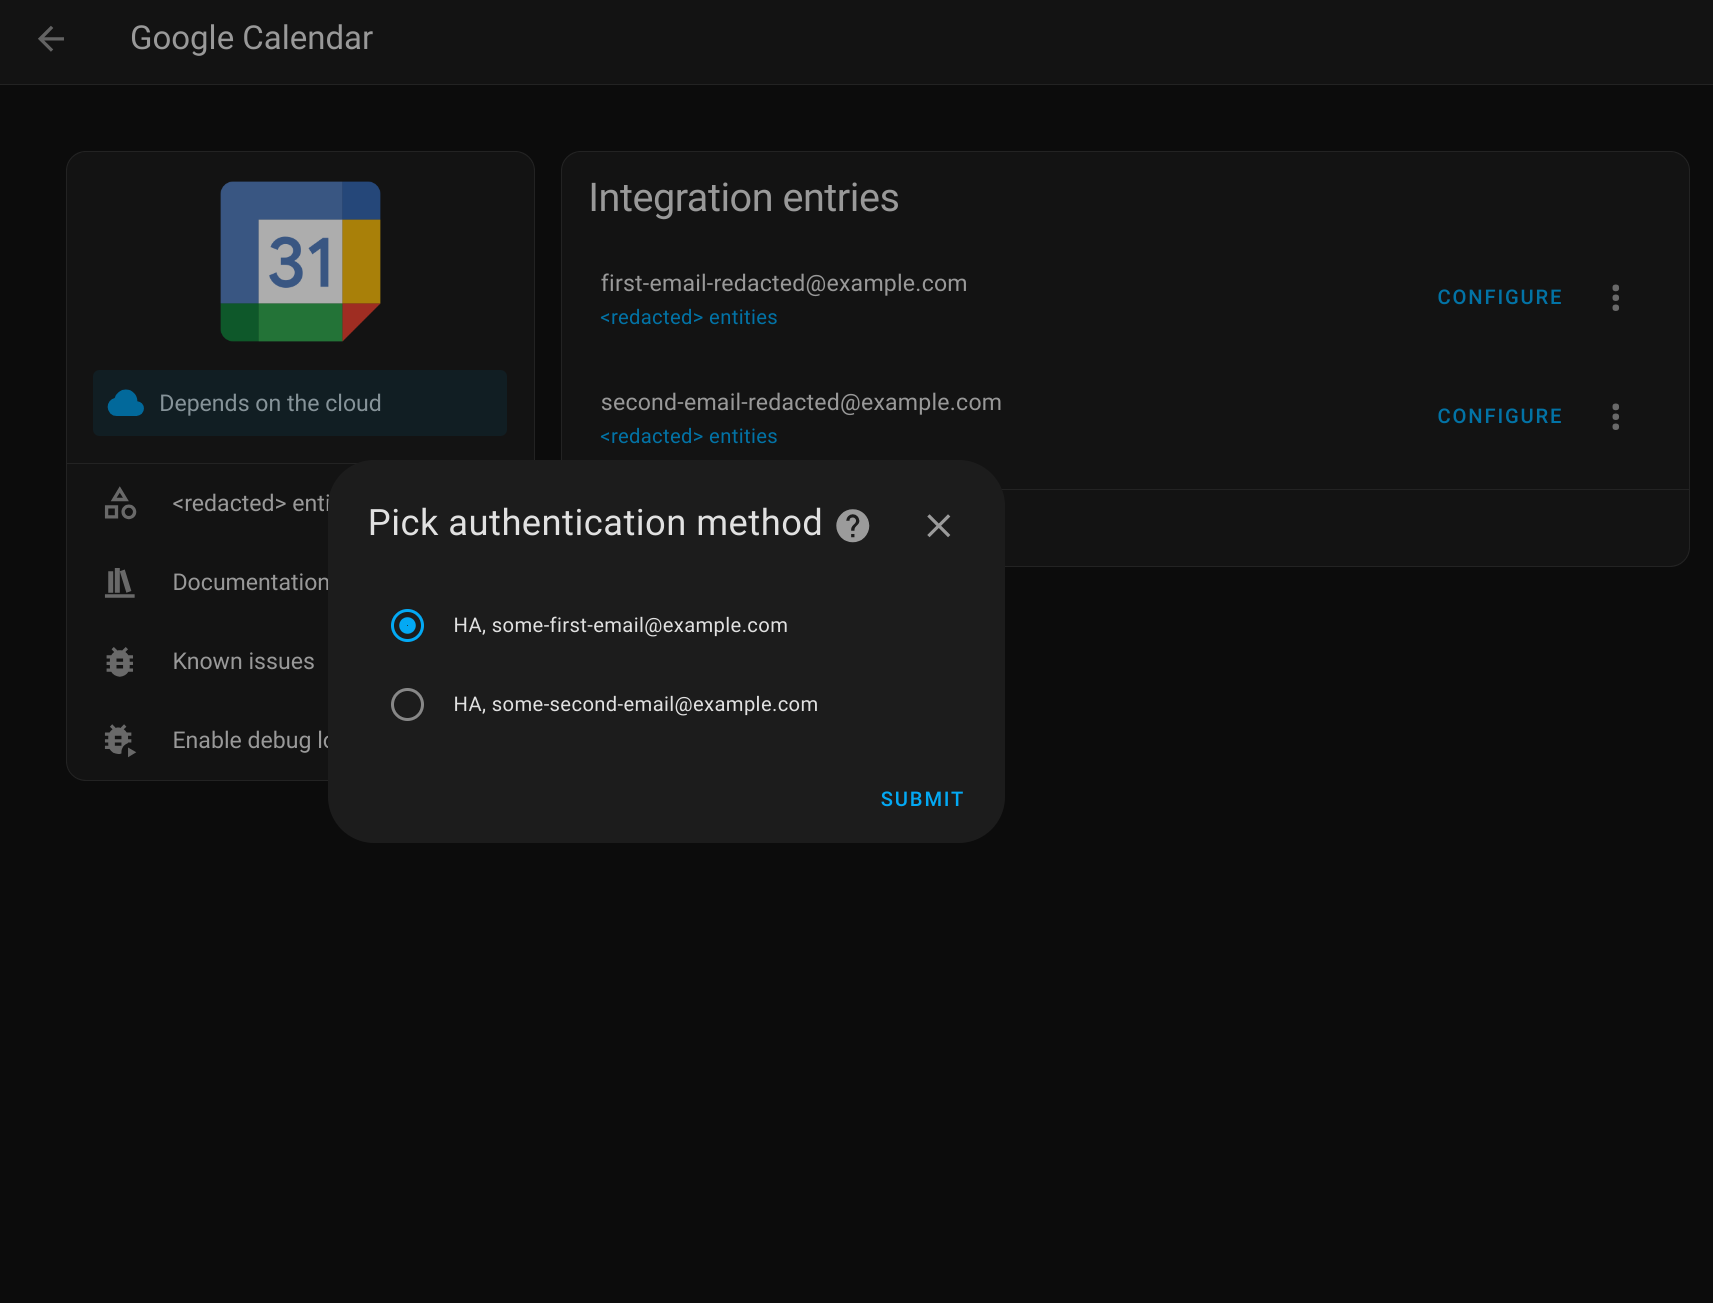 Google Calendar
31
Depends on the cloud
<redacted> enti
Documentation
Known issues
Enable debug lo
Integration entries
first-email-redacted@example.com
<redacted> entities
CONFIGURE
second-email-redacted@example.com
<redacted> entities
CONFIGURE
Pick authentication method ?
HA, some-first-email@example.com
HA, some-second-email@example.com
SUBMIT